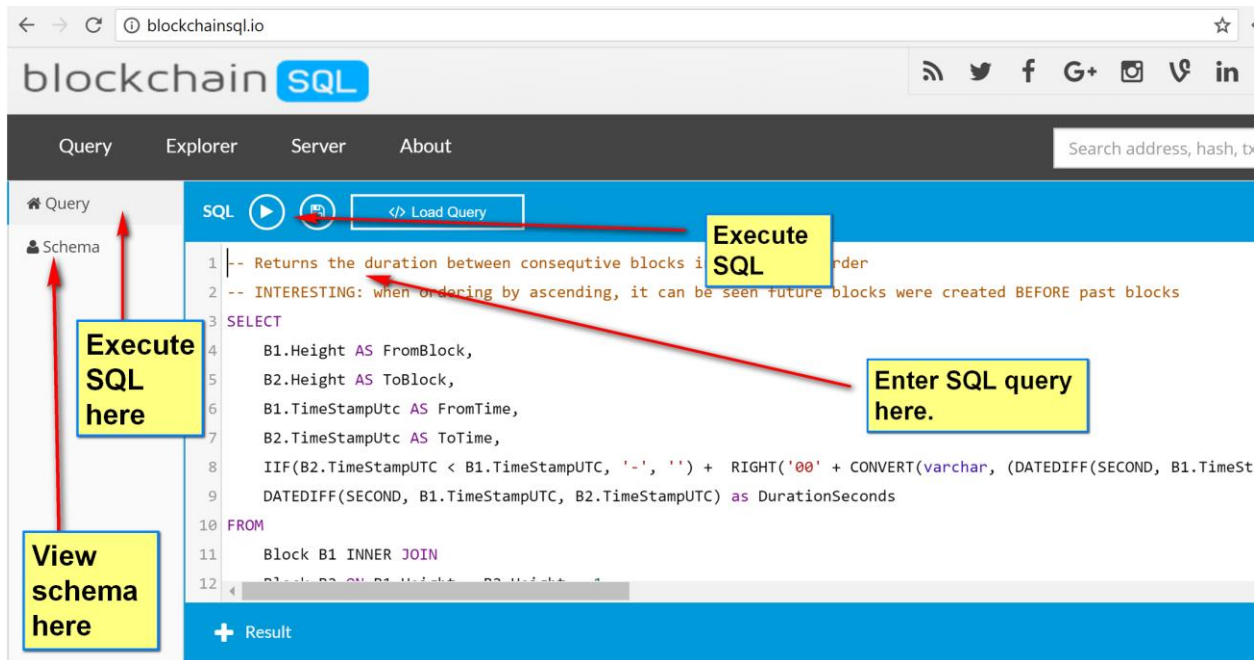 blockchainsql.io
blockchain SQL
G+ in
Query Explorer Server About
Search address, hash,
Query
Schema
SQL </> Load Query
Execute
SQL
1 -- Returns the duration between consequtive blocks rder
2 -- INTERESTING: when ordering by ascending, it can be seen future blocks were created BEFORE past blocks
3 SELECT
4 B1.Height AS FromBlock,
5 B2.Height AS ToBlock,
6 B1.TimeStampUtc AS FromTime,
7 B2.TimeStampUtc AS ToTime,
8 IIF(B2.TimeStampUTC < B1.TimeStampUTC, '-', '') + RIGHT('00' + CONVERT(varchar, (DATEDIFF(SECOND, B1.TimeSt
9 DATEDIFF(SECOND, B1.TimeStampUTC, B2.TimeStampUTC) as DurationSeconds
10 FROM
11 Block B1 INNER JOIN
12
Execute
SQL
here
Enter SQL query
here.
View
schema
here
Result